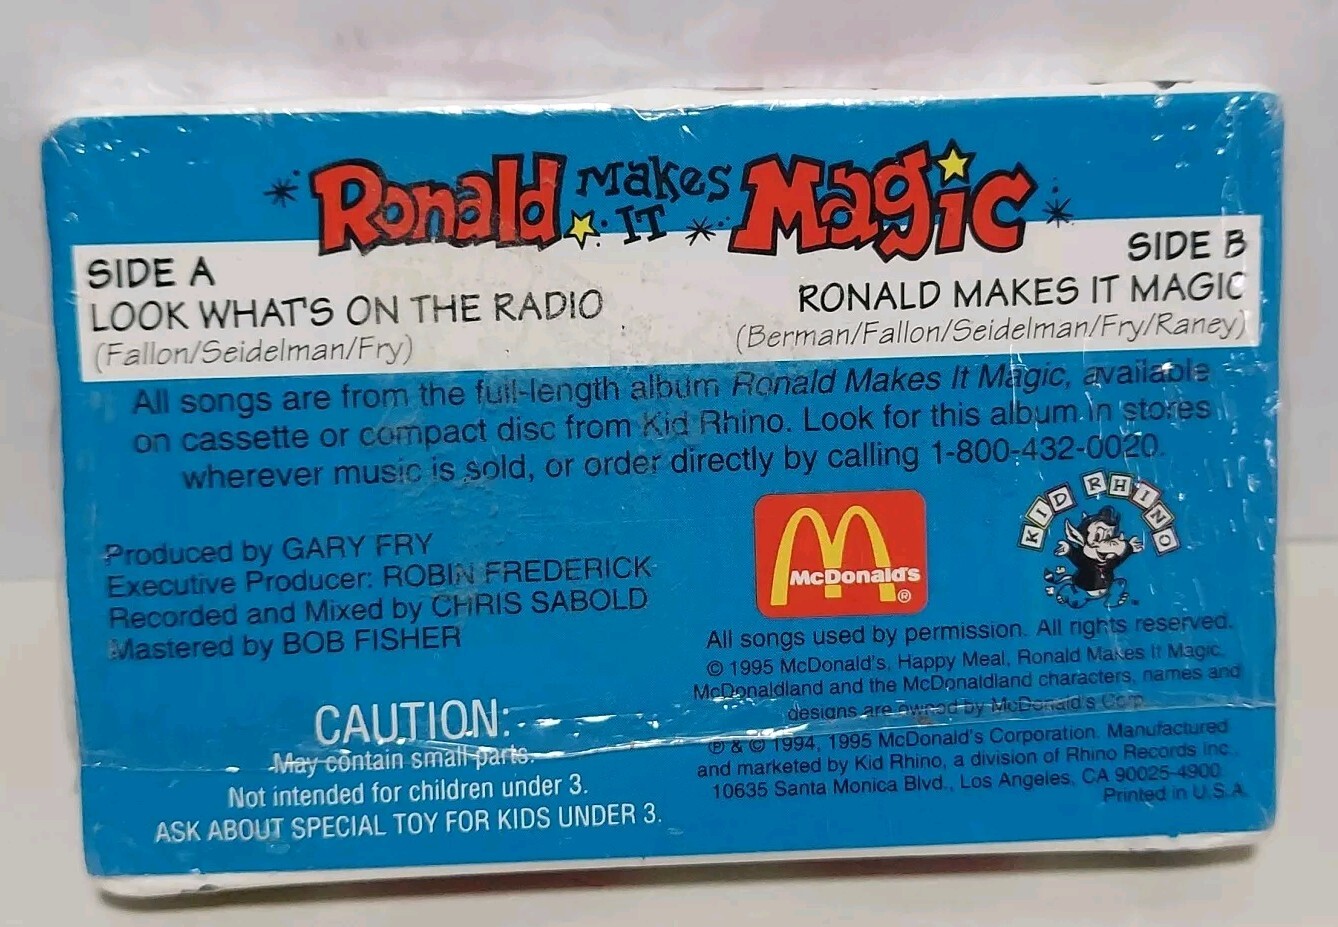 Ronald Makes IT Magic
SIDE A
LOOK WHAT'S ON THE RADIO
(Fallon/Seidelman/Fry)
SIDE B
RONALD MAKES IT MAGIC
(Berman/Fallon/Seidelman/Fry/Raney)
All songs are from the full-length album Ronald Makes It Magic, available
on cassette or compact disc from Kid Rhino. Look for this album in stores
wherever music is sold, or order directly by calling 1-800-432-0020.
Produced by GARY FRY
Executive Producer: ROBIN FREDERICK
Recorded and Mixed by CHRIS SABOLD
Mastered by BOB FISHER
CAUTION:
May contain small parts.
Not intended for children under 3.
ASK ABOUT SPECIAL TOY FOR KIDS UNDER 3.
McDonald's ®
KID RHINO ™
All songs used by permission. All rights reserved.
© 1995 McDonald's, Happy Meal, Ronald Makes It Magic,
McDonaldland and the McDonaldland characters, names and
designs are owned by McDonald's Corp.
℗ & © 1994, 1995 McDonald's Corporation. Manufactured
and marketed by Kid Rhino, a division of Rhino Records Inc.
10635 Santa Monica Blvd., Los Angeles, CA 90025-4900
Printed in U.S.A.